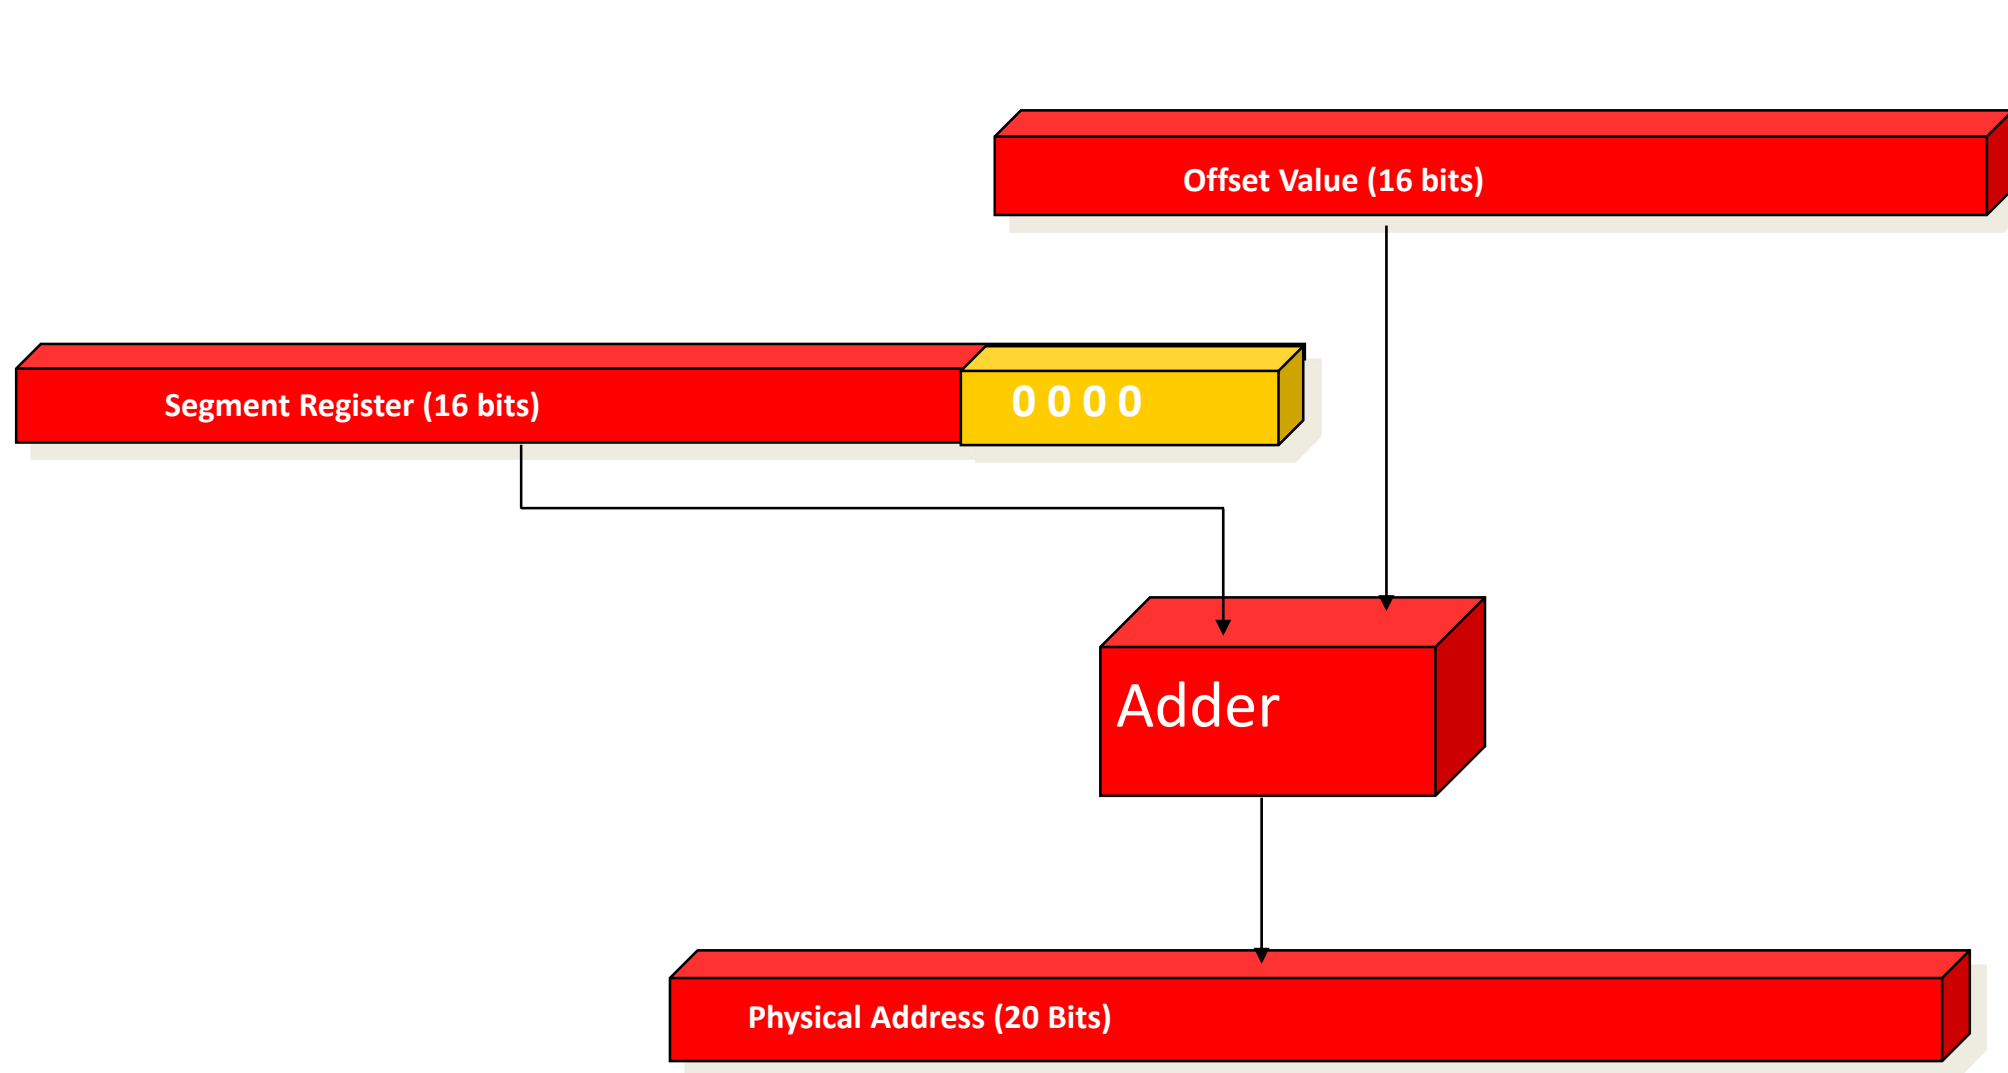 Offset Value (16 bits)
Segment Register (16 bits)
0 0 0 0
Adder
Physical Address (20 Bits)